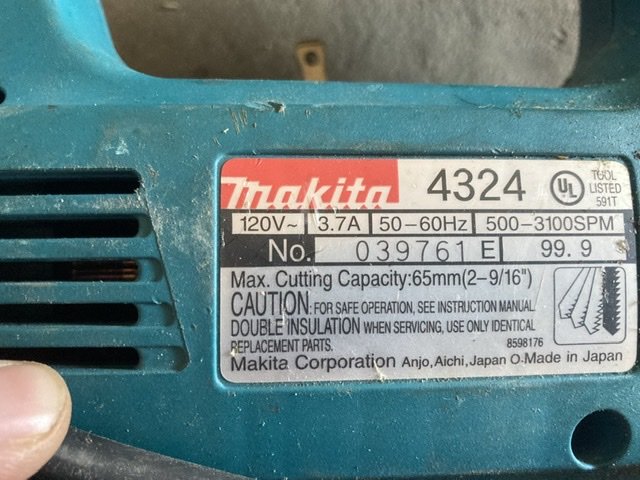 makita 4324 UL TOOL LISTED 591T
120V~ 3.7A 50-60Hz 500-3100SPM
No. 039761 E 99. 9
Max. Cutting Capacity:65mm(2-9/16")
CAUTION: FOR SAFE OPERATION, SEE INSTRUCTION MANUAL
DOUBLE INSULATION WHEN SERVICING, USE ONLY IDENTICAL
REPLACEMENT PARTS. 8598176
Makita Corporation Anjo,Aichi,Japan O-Made in Japan